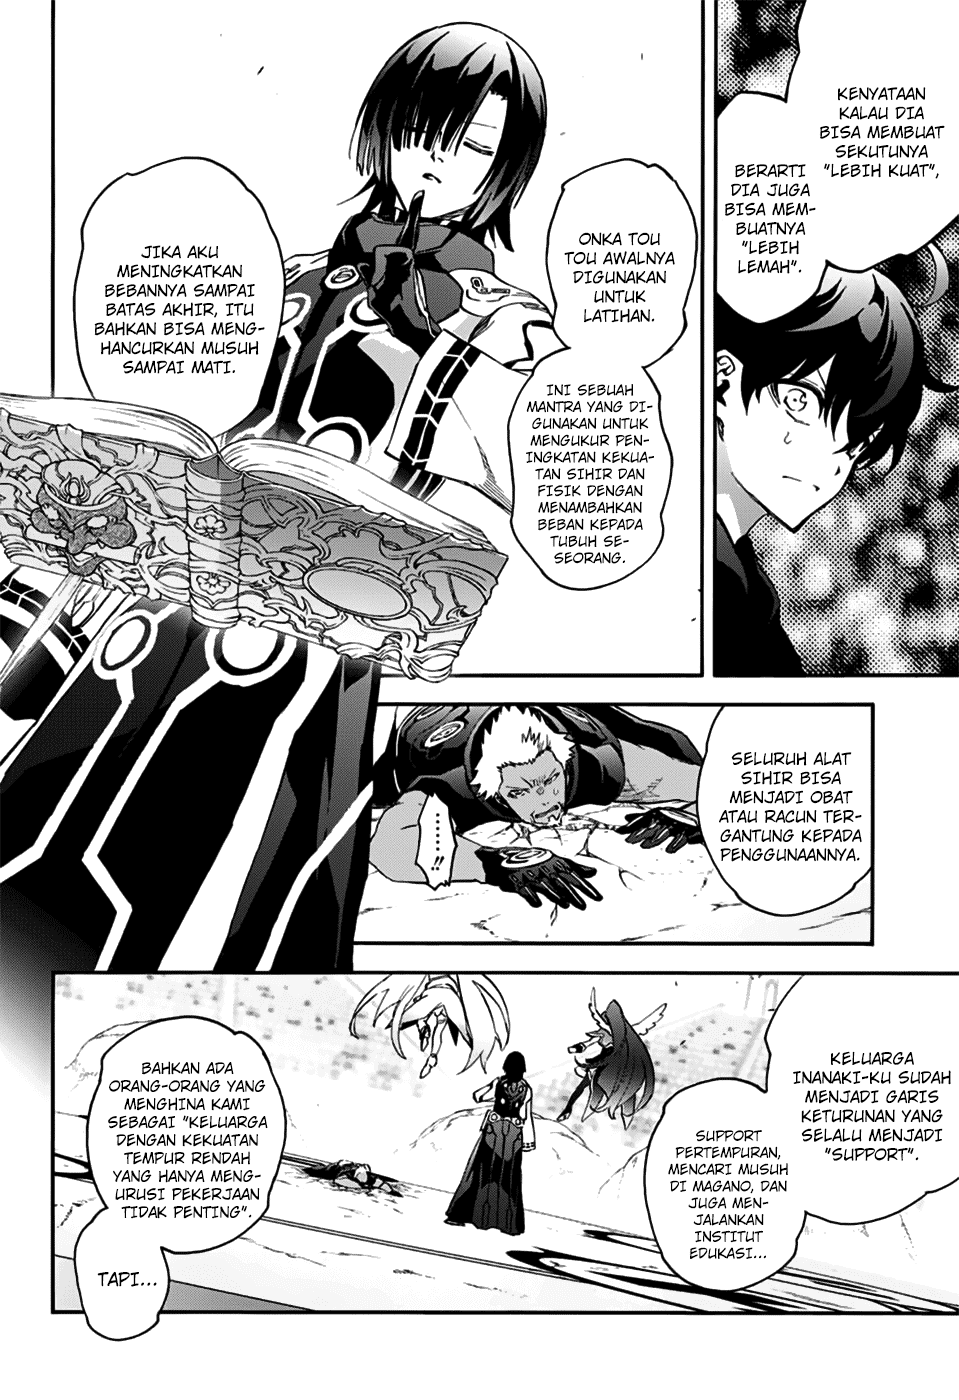 KENYATAAN
KALAU DIA
BISA MEMBUAT
SEKUTUNYA
"LEBIH KUAT",
BERARTI
DIA JUGA
BISA MEM-
BUATNYA
"LEBIH
LEMAH".
ONKA TOU
TOU AWALNYA
DIGUNAKAN
UNTUK
LATIHAN.
INI SEBUAH
MANTRA YANG DI-
GUNAKAN UNTUK
MENGUKUR PEN-
INGKATAN KEKUA-
TAN SIHIR DAN
FISIK DENGAN
MENAMBAHKAN
BEBAN KEPADA
TUBUH SE-
SEORANG.
JIKA AKU
MENINGKATKAN
BEBANNYA SAMPAI
BATAS AKHIR, ITU
BAHKAN BISA MENG-
HANCURKAN MUSUH
SAMPAI MATI.
SELURUH ALAT
SIHIR BISA
MENJADI OBAT
ATAU RACUN TER-
GANTUNG KEPADA
PENGGUNAANNYA.
......!!
KELUARGA
INANAKI-KU SUDAH
MENJADI GARIS
KETURUNAN YANG
SELALU MENJADI
"SUPPORT".
SUPPORT
PERTEMPURAN,
MENCARI MUSUH
DI MAGANO, DAN
JUGA MEN-
JALANKAN
INSTITUT
EDUKASI...
BAHKAN ADA
ORANG-ORANG YANG
MENGHINA KAMI
SEBAGAI "KELUARGA
DENGAN KEKUATAN
TEMPUR RENDAH
YANG HANYA MENG-
URUSI PEKERJAAN
TIDAK PENTING".
TAPI...